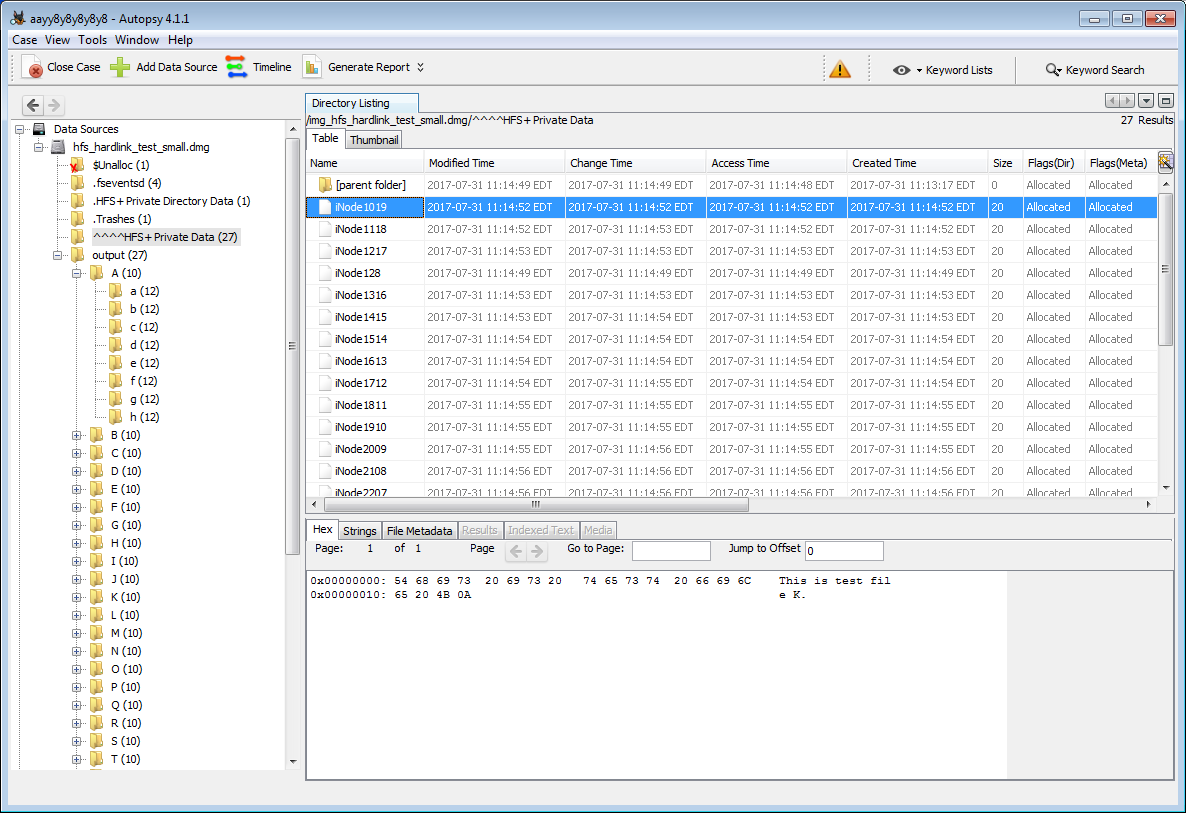 aayy8y8y8y8y8 - Autopsy 4.1.1
Case View Tools Window Help
Close Case Add Data Source Timeline Generate Report Keyword Lists Keyword Search
Data Sources
hfs_hardlink_test_small.dmg
$Unalloc (1)
.fseventsd (4)
.HFS+ Private Directory Data (1)
.Trashes (1)
^^^^HFS+ Private Data (27)
output (27)
A (10)
a (12)
b (12)
c (12)
d (12)
e (12)
f (12)
g (12)
h (12)
B (10)
C (10)
D (10)
E (10)
F (10)
G (10)
H (10)
I (10)
J (10)
K (10)
L (10)
M (10)
N (10)
O (10)
P (10)
Q (10)
R (10)
S (10)
T (10)
Directory Listing
/img_hfs_hardlink_test_small.dmg/^^^^HFS+ Private Data 27 Results
Table Thumbnail
Name Modified Time Change Time Access Time Created Time Size Flags(Dir) Flags(Meta)
[parent folder] 2017-07-31 11:14:49 EDT 2017-07-31 11:14:49 EDT 2017-07-31 11:14:48 EDT 2017-07-31 11:13:17 EDT 0 Allocated Allocated
iNode1019 2017-07-31 11:14:52 EDT 2017-07-31 11:14:52 EDT 2017-07-31 11:14:52 EDT 2017-07-31 11:14:52 EDT 20 Allocated Allocated
iNode1118 2017-07-31 11:14:52 EDT 2017-07-31 11:14:53 EDT 2017-07-31 11:14:52 EDT 2017-07-31 11:14:52 EDT 20 Allocated Allocated
iNode1217 2017-07-31 11:14:53 EDT 2017-07-31 11:14:53 EDT 2017-07-31 11:14:53 EDT 2017-07-31 11:14:53 EDT 20 Allocated Allocated
iNode128 2017-07-31 11:14:49 EDT 2017-07-31 11:14:49 EDT 2017-07-31 11:14:49 EDT 2017-07-31 11:14:49 EDT 20 Allocated Allocated
iNode1316 2017-07-31 11:14:53 EDT 2017-07-31 11:14:53 EDT 2017-07-31 11:14:53 EDT 2017-07-31 11:14:53 EDT 20 Allocated Allocated
iNode1415 2017-07-31 11:14:53 EDT 2017-07-31 11:14:54 EDT 2017-07-31 11:14:53 EDT 2017-07-31 11:14:53 EDT 20 Allocated Allocated
iNode1514 2017-07-31 11:14:54 EDT 2017-07-31 11:14:54 EDT 2017-07-31 11:14:54 EDT 2017-07-31 11:14:54 EDT 20 Allocated Allocated
iNode1613 2017-07-31 11:14:54 EDT 2017-07-31 11:14:54 EDT 2017-07-31 11:14:54 EDT 2017-07-31 11:14:54 EDT 20 Allocated Allocated
iNode1712 2017-07-31 11:14:54 EDT 2017-07-31 11:14:55 EDT 2017-07-31 11:14:54 EDT 2017-07-31 11:14:54 EDT 20 Allocated Allocated
iNode1811 2017-07-31 11:14:55 EDT 2017-07-31 11:14:55 EDT 2017-07-31 11:14:55 EDT 2017-07-31 11:14:55 EDT 20 Allocated Allocated
iNode1910 2017-07-31 11:14:55 EDT 2017-07-31 11:14:55 EDT 2017-07-31 11:14:55 EDT 2017-07-31 11:14:55 EDT 20 Allocated Allocated
iNode2009 2017-07-31 11:14:56 EDT 2017-07-31 11:14:56 EDT 2017-07-31 11:14:56 EDT 2017-07-31 11:14:56 EDT 20 Allocated Allocated
iNode2108 2017-07-31 11:14:56 EDT 2017-07-31 11:14:56 EDT 2017-07-31 11:14:56 EDT 2017-07-31 11:14:56 EDT 20 Allocated Allocated
iNode2207 2017-07-31 11:14:56 EDT 2017-07-31 11:14:56 EDT 2017-07-31 11:14:56 EDT 2017-07-31 11:14:56 EDT 20 Allocated Allocated
Hex Strings File Metadata Results Indexed Text Media
Page: 1 of 1 Page Go to Page: Jump to Offset 0
0x00000000: 54 68 69 73 20 69 73 20 74 65 73 74 20 66 69 6C This is test fil
0x00000010: 65 20 4B 0A e K.